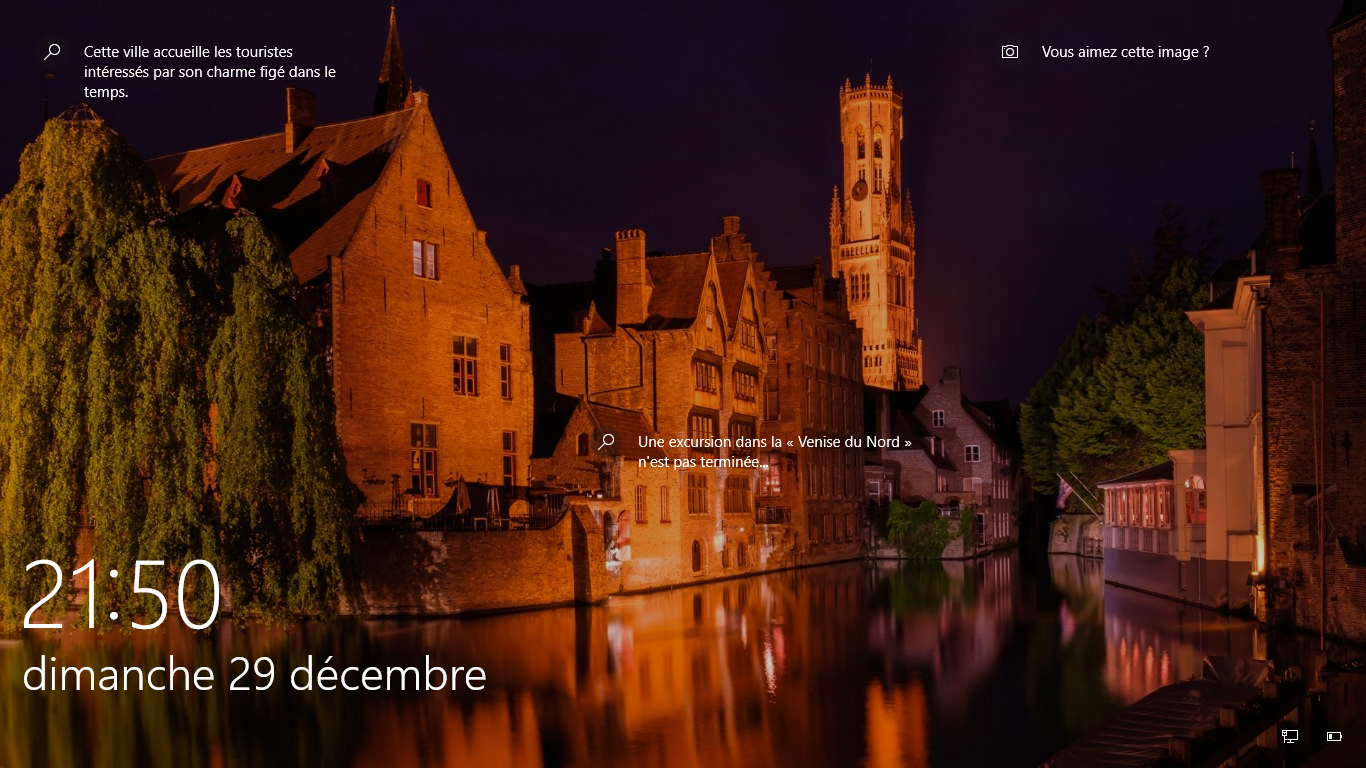 Cette ville accueille les touristes
intéressés par son charme figé dans le
temps.
Vous aimez cette image ?
Une excursion dans la « Venise du Nord »
n'est pas terminée...
21:50
dimanche 29 décembre